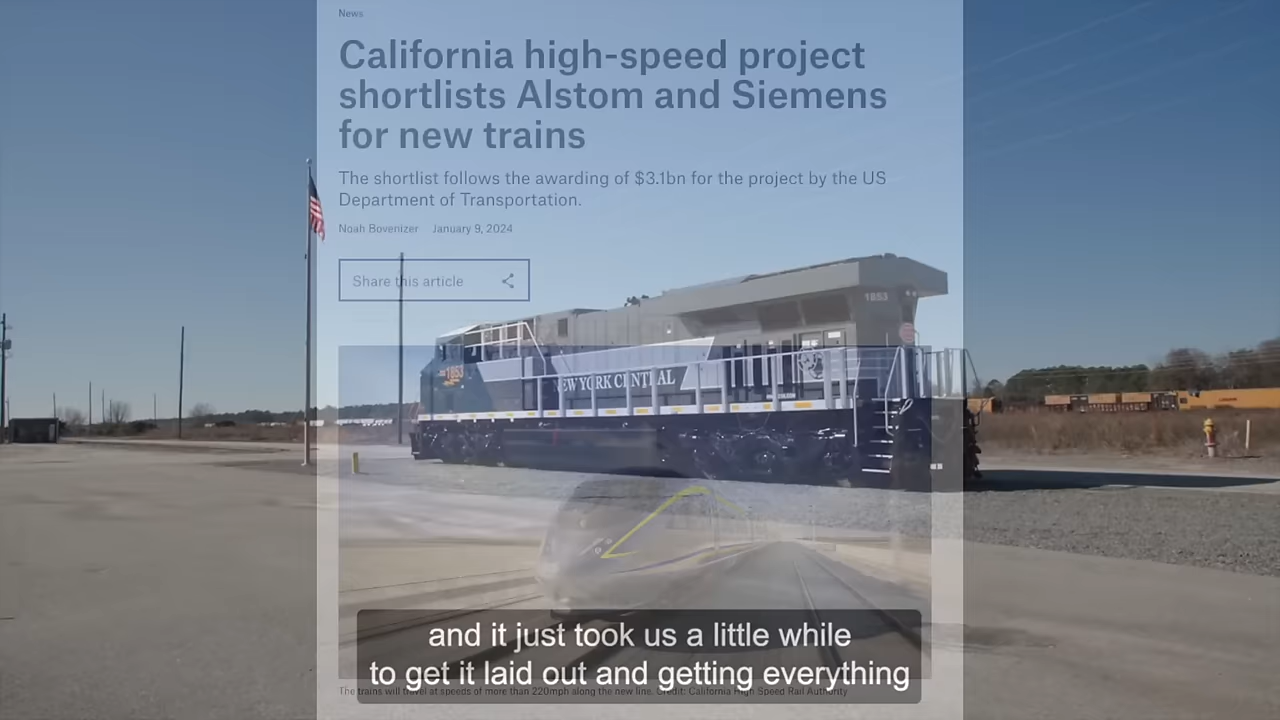 News
California high-speed project
shortlists Alstom and Siemens
for new trains
The shortlist follows the awarding of $3.1bn for the project by the US
Department of Transportation.
Noah Bovenizer January 9, 2024
Share this article
1853
1853
NEW YORK CENTRAL
and it just took us a little while
to get it laid out and getting everything
The trains will travel at speeds of more than 220mph along the new line. Credit: California High Speed Rail Authority